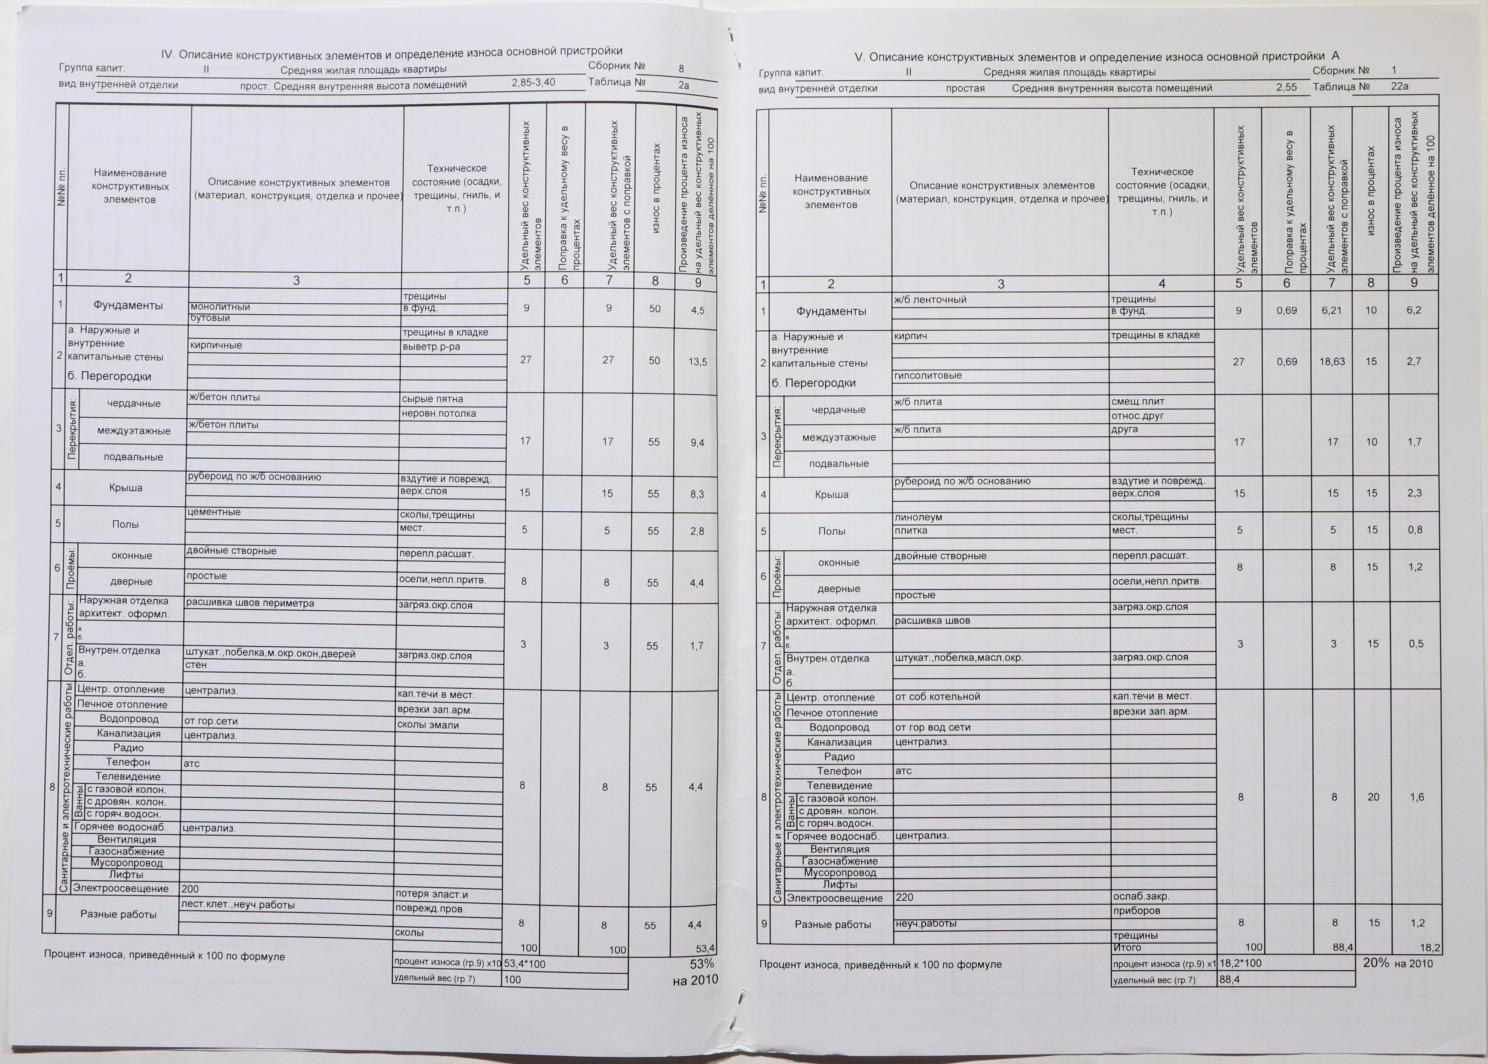 IV. Описание конструктивных элементов и определение износа основной пристройки
Группа капит. II Средняя жилая площадь квартиры Сборник № 8
вид внутренней отделки прост. Средняя внутренняя высота помещений 2,85-3,40 Таблица № 2а
№№ пп.
Наименование конструктивных элементов
Описание конструктивных элементов (материал, конструкция, отделка и прочее)
Техническое состояние (осадки, трещины, гниль, и т.п.)
Удельный вес конструктивных элементов
Поправка к удельному весу в процентах
Удельный вес конструктивных элементов с поправкой
износ в процентах
Произведение процента износа на удельный вес конструктивных элементов делённое на 100
1 2 3 5 6 7 8 9
1 Фундаменты монолитный бутовый трещины в фунд. 9 9 50 4,5
2 а. Наружные и внутренние капитальные стены кирпичные трещины в кладке выветр.р-ра 27 27 50 13,5
б. Перегородки
3 Перекрытия:
чердачные ж/бетон плиты сырые пятна неровн.потолка
междуэтажные ж/бетон плиты 17 17 55 9,4
подвальные
4 Крыша рубероид по ж/б основанию вздутие и поврежд. верх.слоя 15 15 55 8,3
5 Полы цементные сколы,трещины мест. 5 5 55 2,8
6 Проёмы:
оконные двойные створные перепл.расшат.
дверные простые осели,непл.притв. 8 8 55 4,4
7 Отдел. работы:
Наружная отделка расшивка швов периметра загряз.окр.слоя
архитект. оформл.
а.
б.
3 3 55 1,7
Внутрен.отделка штукат.,побелка,м.окр.окон,дверей загряз.окр.слоя
а. стен
б.
8 Санитарные и электротехнические работы
Центр. отопление централиз. кап.течи в мест.
Печное отопление врезки зап.арм.
Водопровод от гор.сети сколы эмали
Канализация централиз.
Радио
Телефон атс
Телевидение
8 8 55 4,4
Ванны
с газовой колон.
с дровян. колон.
с горяч.водосн.
Горячее водоснаб. централиз.
Вентиляция
Газоснабжение
Мусоропровод
Лифты
Электроосвещение 200 потеря эласт.и
9 Разные работы лест.клет.,неуч.работы поврежд.пров. 8 8 55 4,4
сколы
100 100 53,4
Процент износа, приведённый к 100 по формуле
процент износа (гр.9) х10 53,4*100 53%
удельный вес (гр.7) 100 на 2010
V. Описание конструктивных элементов и определение износа основной пристройки А
Группа капит. II Средняя жилая площадь квартиры Сборник № 1
вид внутренней отделки простая Средняя внутренняя высота помещений 2,55 Таблица № 22а
№№ пп.
Наименование конструктивных элементов
Описание конструктивных элементов (материал, конструкция, отделка и прочее)
Техническое состояние (осадки, трещины, гниль, и т.п.)
Удельный вес конструктивных элементов
Поправка к удельному весу в процентах
Удельный вес конструктивных элементов с поправкой
износ в процентах
Произведение процента износа на удельный вес конструктивных элементов делённое на 100
1 2 3 4 5 6 7 8 9
1 Фундаменты ж/б ленточный трещины в фунд. 9 0,69 6,21 10 6,2
2 а. Наружные и внутренние капитальные стены кирпич трещины в кладке 27 0,69 18,63 15 2,7
б. Перегородки гипсолитовые
3 Перекрытия:
чердачные ж/б плита смещ.плит относ.друг
междуэтажные ж/б плита друга 17 17 10 1,7
подвальные
4 Крыша рубероид по ж/б основанию вздутие и поврежд. верх.слоя 15 15 15 2,3
5 Полы линолеум плитка сколы,трещины мест. 5 5 15 0,8
6 Проёмы:
оконные двойные створные перепл.расшат. 8 8 15 1,2
дверные простые осели,непл.притв.
7 Отдел. работы:
Наружная отделка загряз.окр.слоя
архитект. оформл. расшивка швов
а.
б.
3 3 15 0,5
Внутрен.отделка штукат.,побелка,масл.окр. загряз.окр.слоя
а.
б.
8 Санитарные и электротехнические работы
Центр. отопление от соб.котельной кап.течи в мест.
Печное отопление врезки зап.арм.
Водопровод от гор вод сети
Канализация централиз.
Радио
Телефон атс
Телевидение
8 8 20 1,6
Ванны
с газовой колон.
с дровян. колон.
с горяч.водосн.
Горячее водоснаб. централиз.
Вентиляция
Газоснабжение
Мусоропровод
Лифты
Электроосвещение 220 ослаб.закр.
приборов
9 Разные работы неуч.работы 8 8 15 1,2
трещины
Итого 100 88,4 18,2
Процент износа, приведённый к 100 по формуле
процент износа (гр.9) х1 18,2*100 20% на 2010
удельный вес (гр.7) 88,4